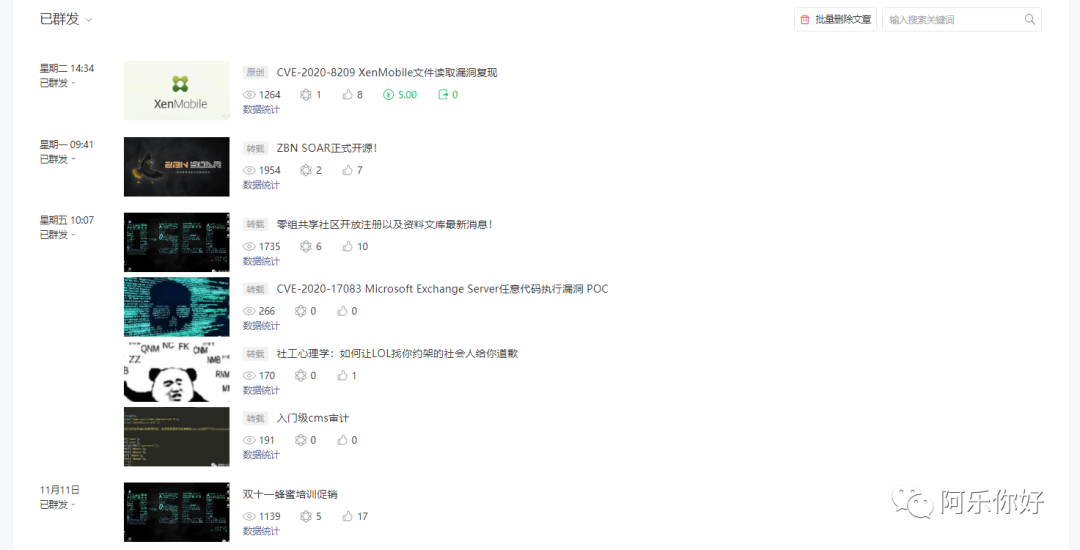 已群发
批量删除文章
输入搜索关键词
星期二 14:34
已群发
XenMobile
原创 CVE-2020-8209 XenMobile文件读取漏洞复现
1264 1 8 ¥ 5.00 0
数据统计
星期一 09:41
已群发
ZBN SOAR
转载 ZBN SOAR正式开源!
1954 2 7
数据统计
星期五 10:07
已群发
转载 零组共享社区开放注册以及资料文库最新消息!
1735 6 10
数据统计
转载 CVE-2020-17083 Microsoft Exchange Server任意代码执行漏洞 POC
266 0 0
数据统计
QNM NC FK CNM
ZZ NMB
RNM
转载 社工心理学：如何让LOL找你约架的社会人给你道歉
170 0 1
数据统计
转载 入门级cms审计
191 0 0
数据统计
11月11日
已群发
双十一蜂蜜培训促销
1139 5 17
数据统计
阿乐你好